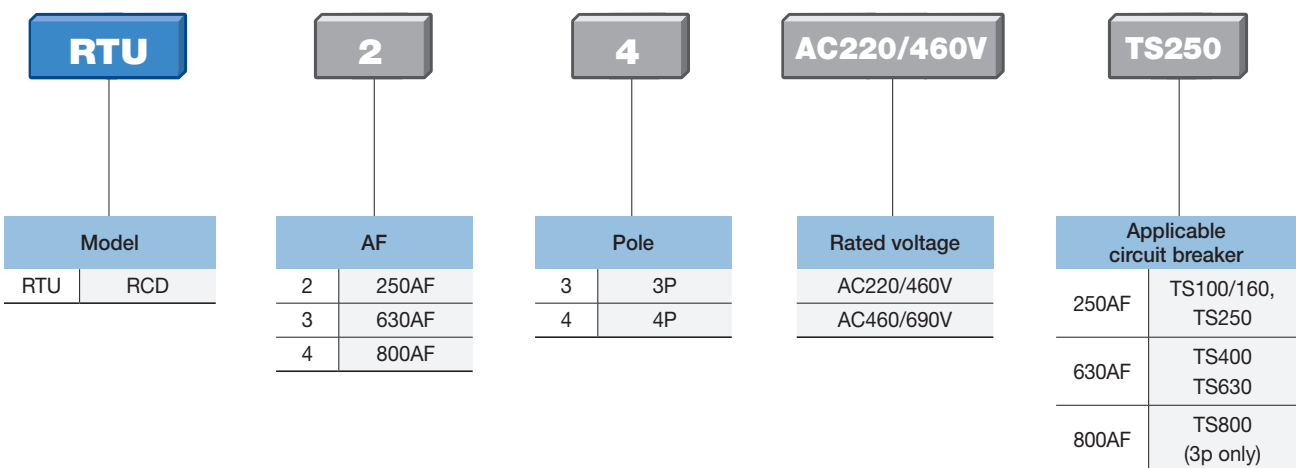 RTU 2 4 AC220/460V TS250
Model
RTU RCD
AF
2 250AF
3 630AF
4 800AF
Pole
3 3P
4 4P
Rated voltage
AC220/460V
AC460/690V
Applicable
circuit breaker
250AF TS100/160,
TS250
630AF TS400
TS630
800AF TS800
(3p only)